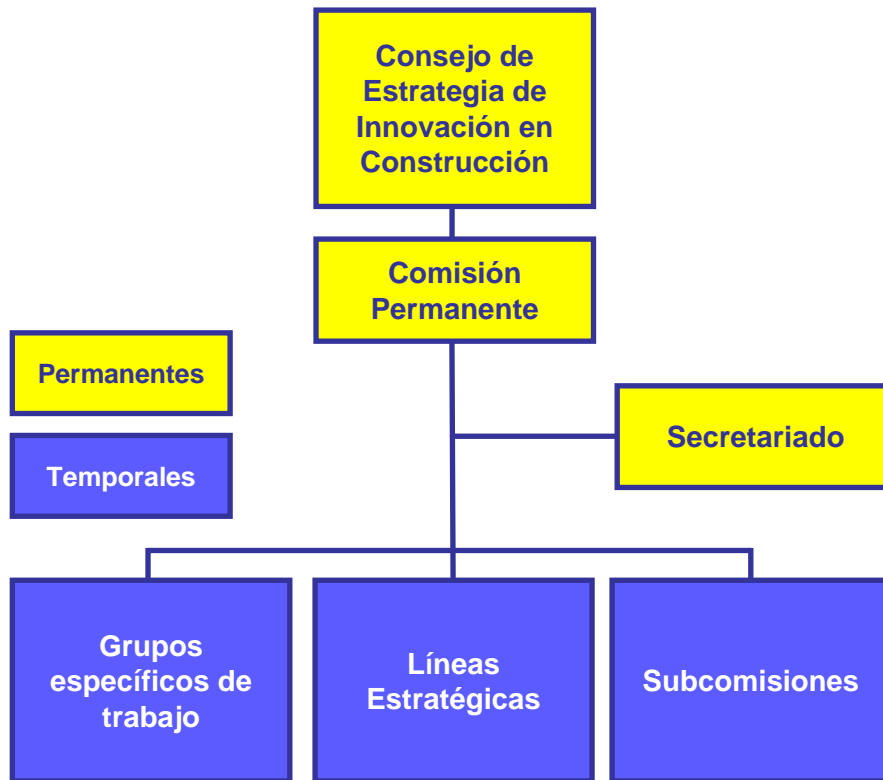 Consejo de
Estrategia de
Innovación en
Construcción
Comisión
Permanente
Permanentes
Secretariado
Temporales
Grupos
específicos de
trabajo
Líneas
Estratégicas
Subcomisiones